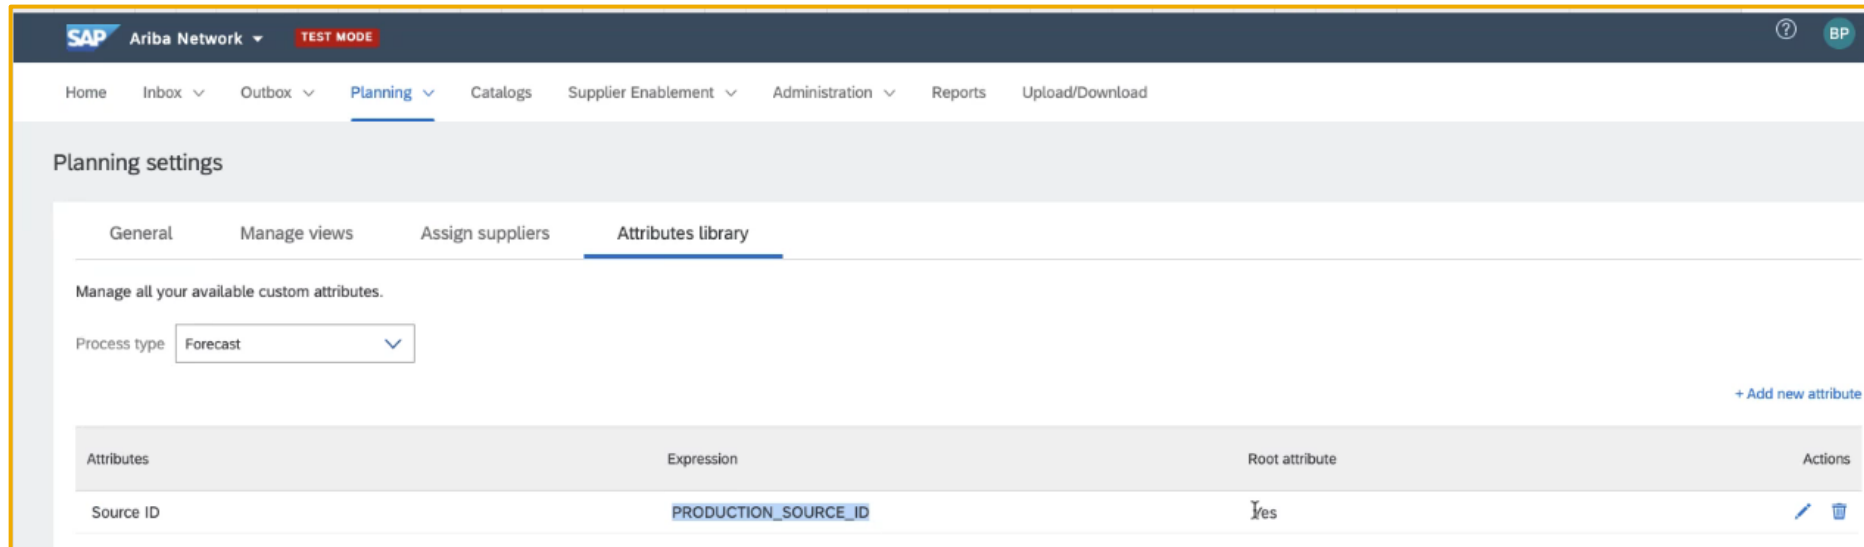 SAP Ariba Network TEST MODE ? BP
Home Inbox Outbox Planning Catalogs Supplier Enablement Administration Reports Upload/Download
Planning settings
General Manage views Assign suppliers Attributes library
Manage all your available custom attributes.
Process type Forecast
+ Add new attribute
Attributes Expression Root attribute Actions
Source ID PRODUCTION_SOURCE_ID Yes